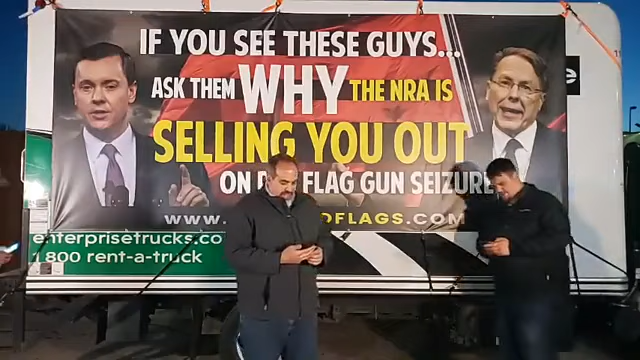 IF YOU SEE THESE GUYS...
ASK THEM WHY THE NRA IS
SELLING YOU OUT
ON FLAG GUN SEIZURE
WWW. DFLAGS.COM
enterprisetrucks.co
1 800 rent-a-truck